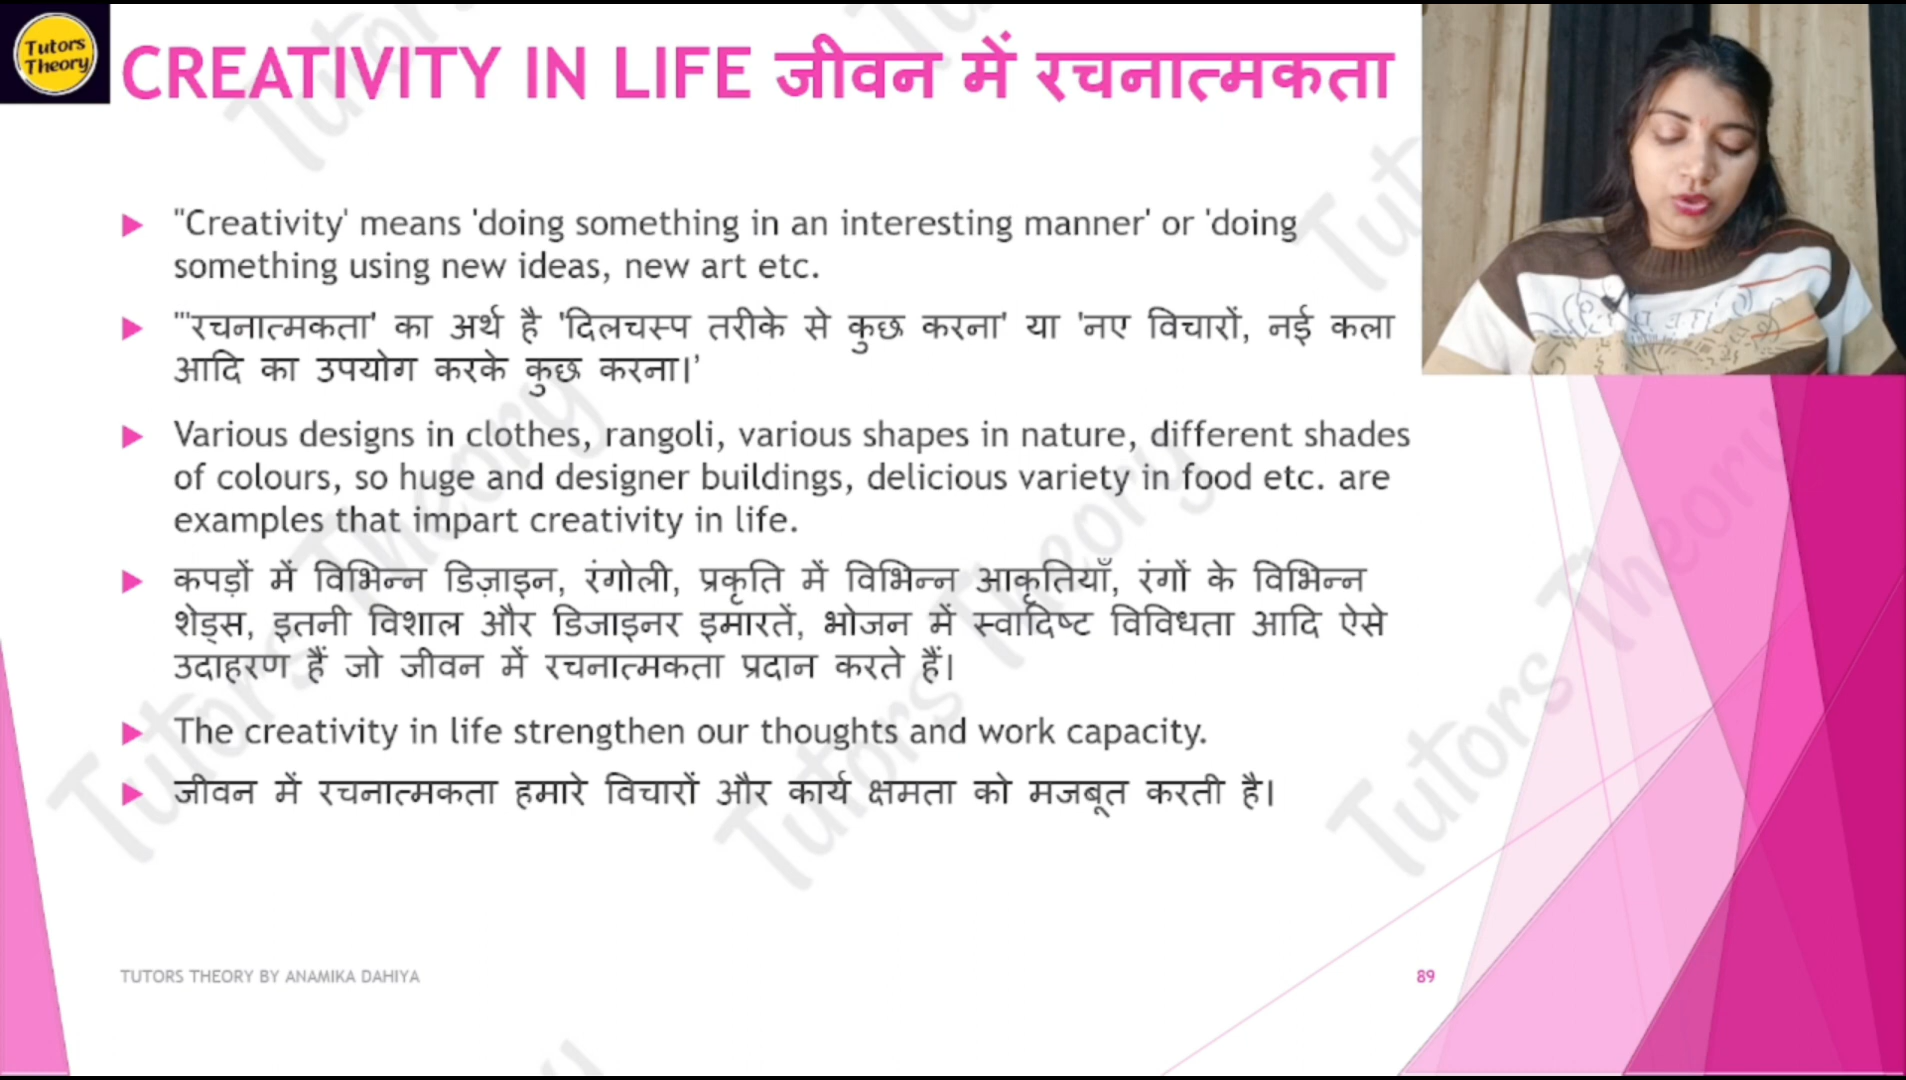 Tutors
Theory
CREATIVITY IN LIFE जीवन में रचनात्मकता
"Creativity' means 'doing something in an interesting manner' or 'doing
something using new ideas, new art etc.
"'रचनात्मकता' का अर्थ है 'दिलचस्प तरीके से कुछ करना' या 'नए विचारों, नई कला
आदि का उपयोग करके कुछ करना।’
Various designs in clothes, rangoli, various shapes in nature, different shades
of colours, so huge and designer buildings, delicious variety in food etc. are
examples that impart creativity in life.
कपड़ों में विभिन्न डिज़ाइन, रंगोली, प्रकृति में विभिन्न आकृतियाँ, रंगों के विभिन्न
शेड्स, इतनी विशाल और डिजाइनर इमारतें, भोजन में स्वादिष्ट विविधता आदि ऐसे
उदाहरण हैं जो जीवन में रचनात्मकता प्रदान करते हैं।
The creativity in life strengthen our thoughts and work capacity.
जीवन में रचनात्मकता हमारे विचारों और कार्य क्षमता को मजबूत करती है।
TUTORS THEORY BY ANAMIKA DAHIYA
89